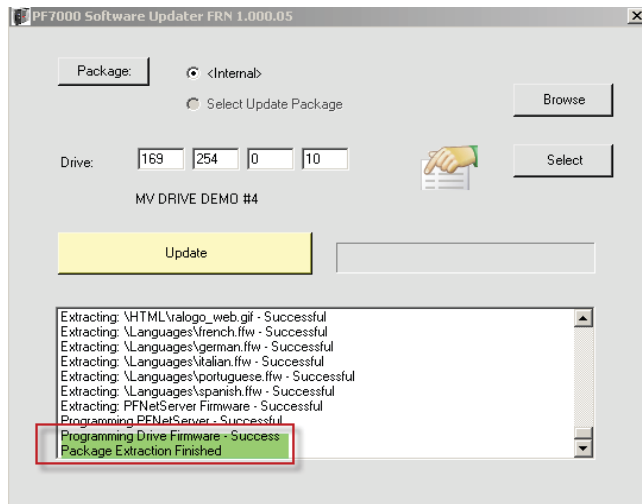 PF7000 Software Updater FRN 1.000.05
Package:
<Internal>
Select Update Package
Browse
Drive:
169 254 0 10
Select
MV DRIVE DEMO #4
Update
Extracting: \HTML\ralogo_web.gif - Successful
Extracting: \Languages\french.ffw - Successful
Extracting: \Languages\german.ffw - Successful
Extracting: \Languages\italian.ffw - Successful
Extracting: \Languages\portuguese.ffw - Successful
Extracting: \Languages\spanish.ffw - Successful
Extracting: PFNetServer Firmware - Successful
Programming PFNetServer - Successful
Programming Drive Firmware - Success
Package Extraction Finished